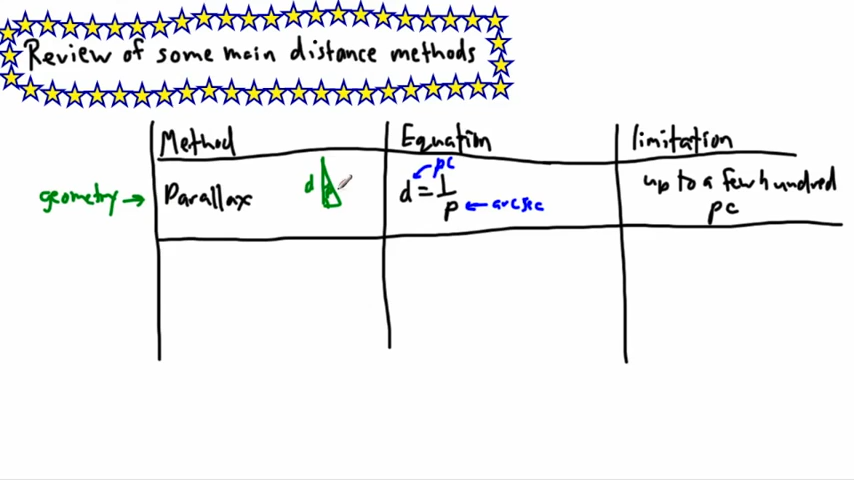 Review of some main distance methods
Method Equation limitation
geometry → Parallax d d = 1/p pc ← arcsec up to a few hundred
pc